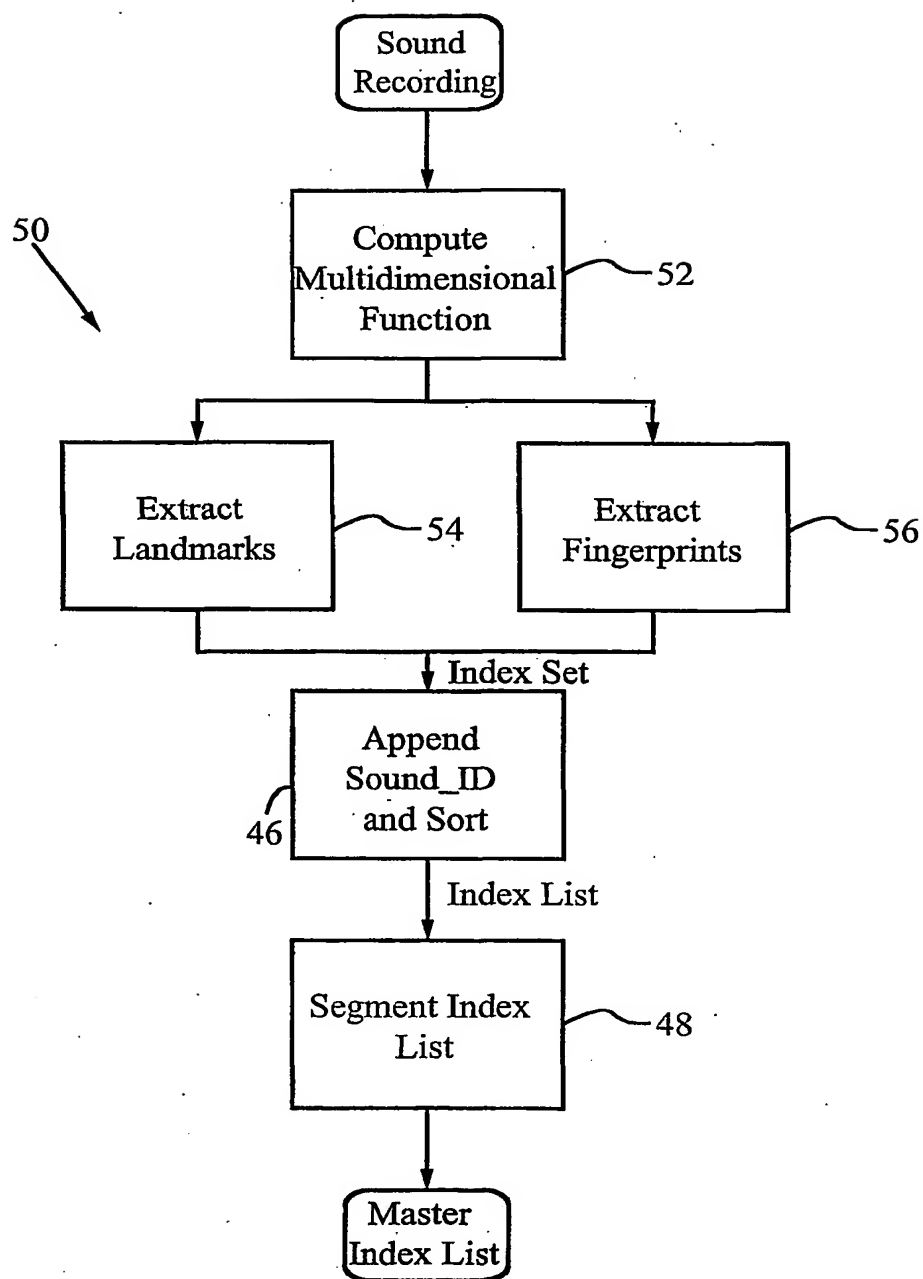 Sound
Recording
50
Compute
Multidimensional
Function
52
Extract
Landmarks
54
Extract
Fingerprints
56
Index Set
Append
Sound_ID
and Sort
46
Index List
Segment Index
List
48
Master
Index List